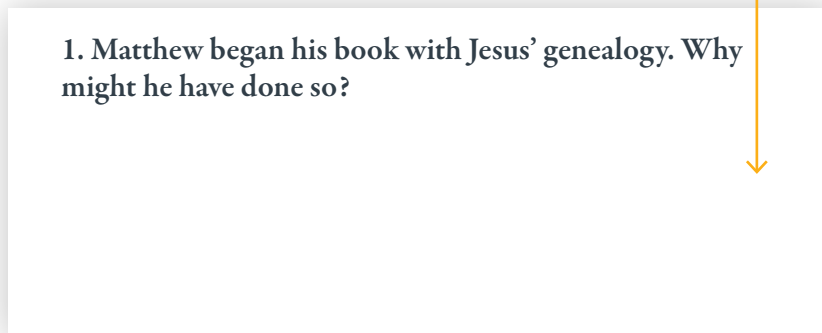 1. Matthew began his book with Jesus’ genealogy. Why
might he have done so?